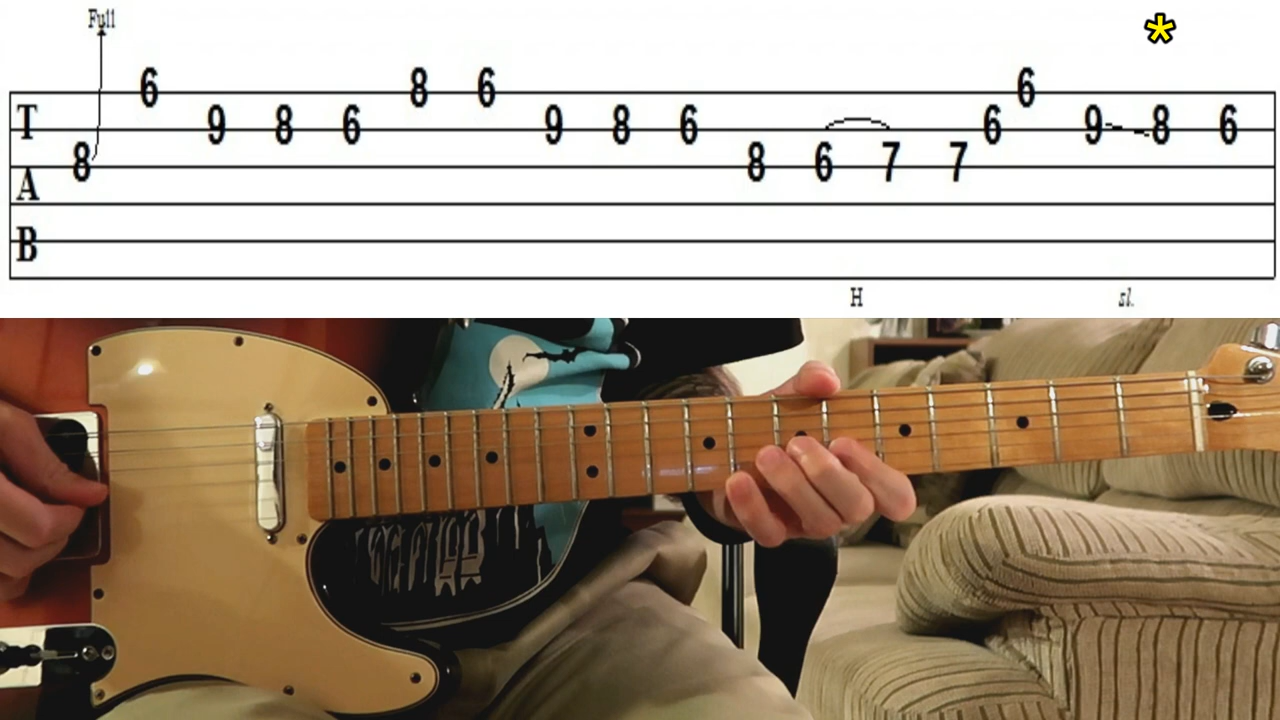 Full
6 8 6 6
T 9 8 6 9 8 6 6 9 8 6
8 8 6 7 7
A
B
H sl.